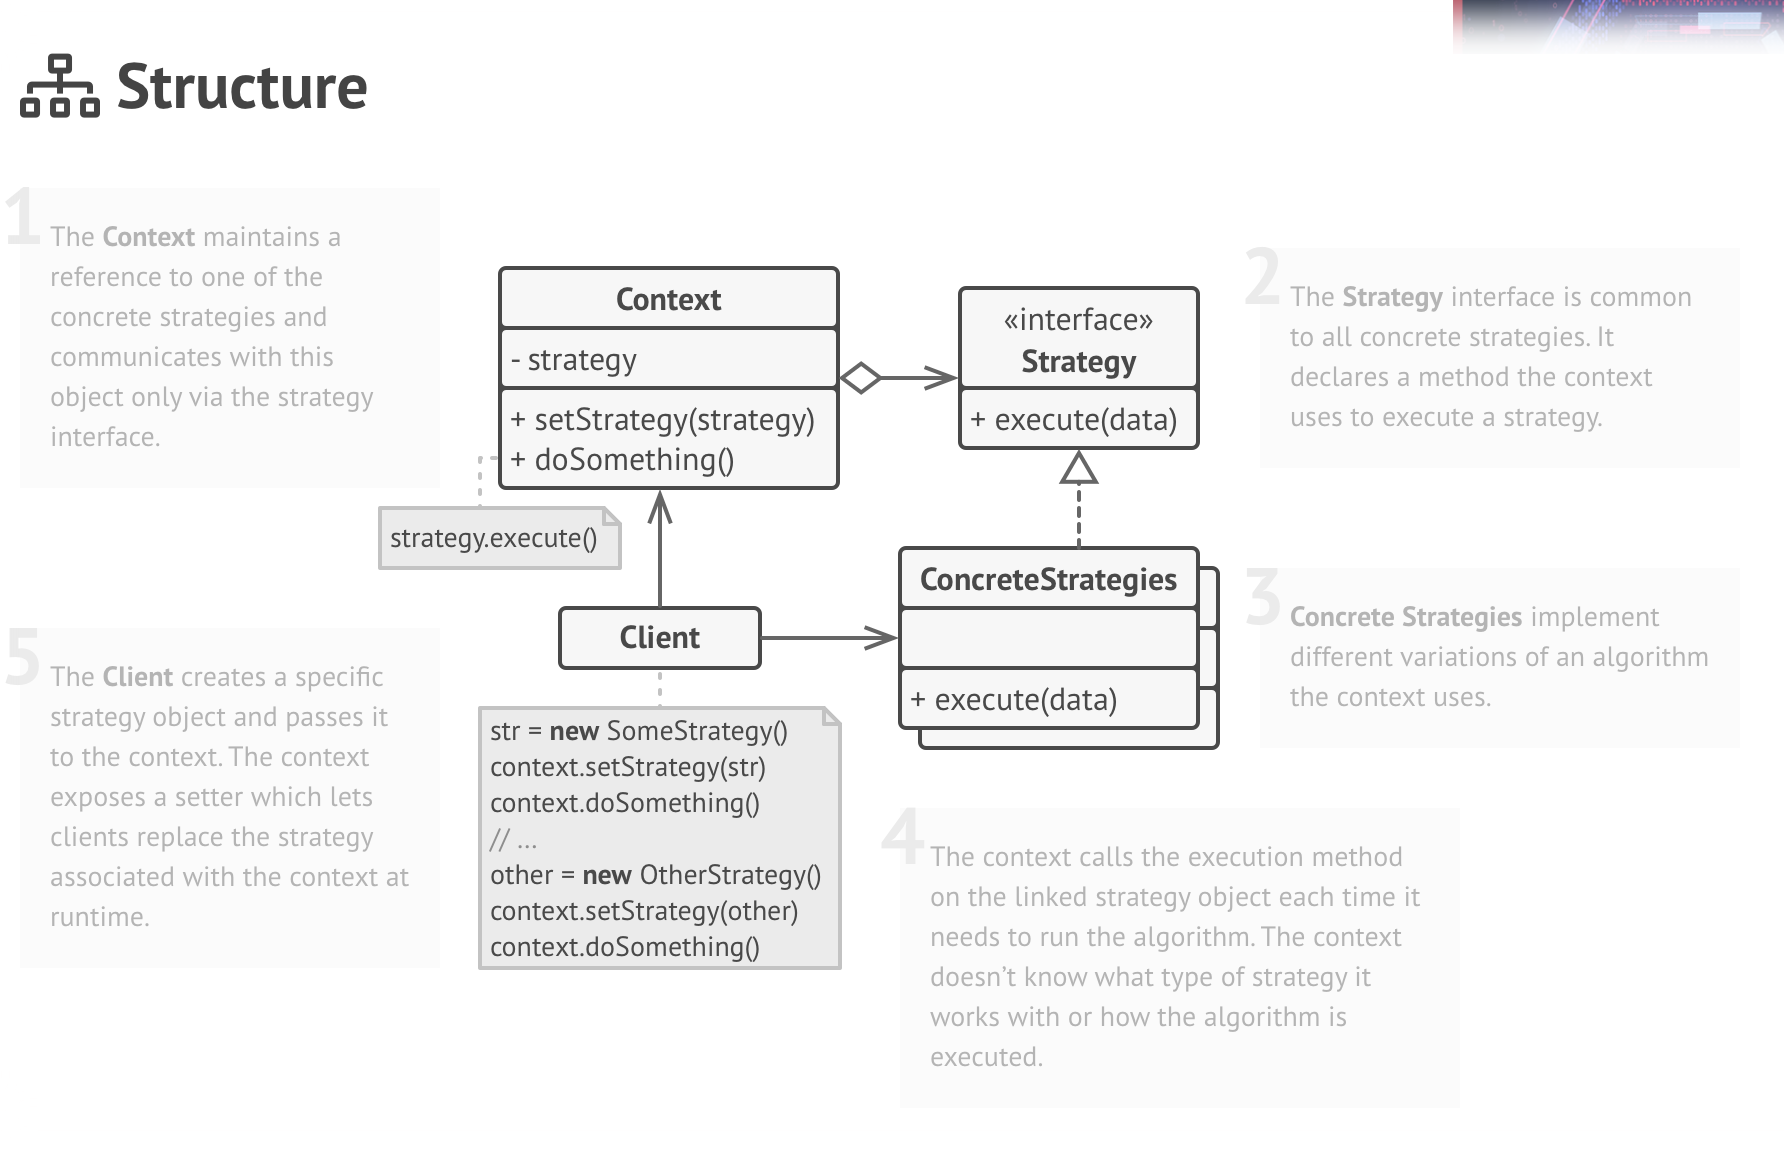 Structure
1
The Context maintains a
reference to one of the
concrete strategies and
communicates with this
object only via the strategy
interface.
Context
- strategy
+ setStrategy(strategy)
+ doSomething()
strategy.execute()
«interface»
Strategy
+ execute(data)
2
The Strategy interface is common
to all concrete strategies. It
declares a method the context
uses to execute a strategy.
ConcreteStrategies
+ execute(data)
3
Concrete Strategies implement
different variations of an algorithm
the context uses.
Client
str = new SomeStrategy()
context.setStrategy(str)
context.doSomething()
// ...
other = new OtherStrategy()
context.setStrategy(other)
context.doSomething()
4
The context calls the execution method
on the linked strategy object each time it
needs to run the algorithm. The context
doesn’t know what type of strategy it
works with or how the algorithm is
executed.
5
The Client creates a specific
strategy object and passes it
to the context. The context
exposes a setter which lets
clients replace the strategy
associated with the context at
runtime.